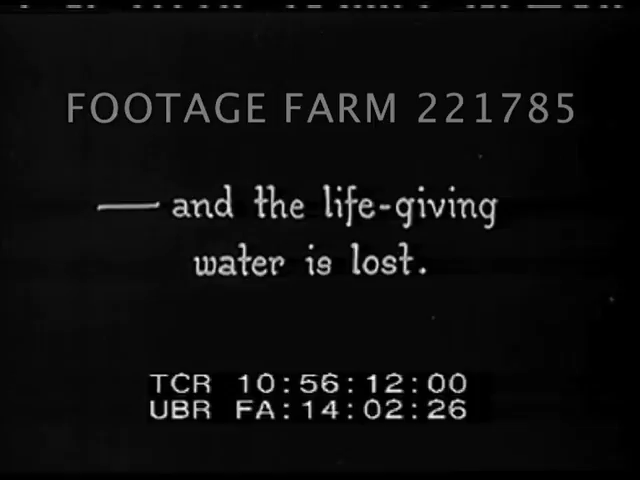 FOOTAGE FARM 221785
— and the life-giving
water is lost.
TCR 10:56:12:00
UBR FA:14:02:26